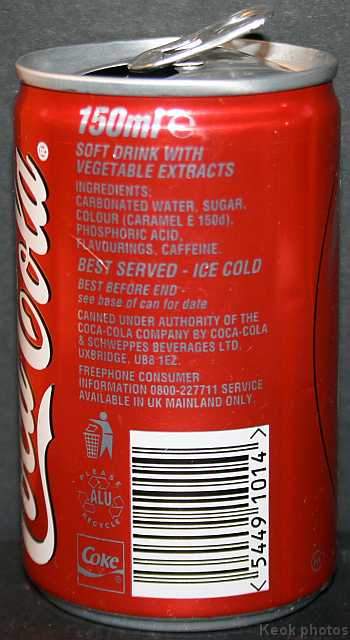 150ml e
SOFT DRINK WITH
VEGETABLE EXTRACTS
INGREDIENTS:
CARBONATED WATER, SUGAR,
COLOUR (CARAMEL E 150d),
PHOSPHORIC ACID,
FLAVOURINGS, CAFFEINE.
BEST SERVED - ICE COLD
BEST BEFORE END -
see base of can for date
CANNED UNDER AUTHORITY OF THE
COCA-COLA COMPANY BY COCA-COLA
& SCHWEPPES BEVERAGES LTD,
UXBRIDGE, UB8 1EZ.
FREEPHONE CONSUMER
INFORMATION 0800-227711 SERVICE
AVAILABLE IN UK MAINLAND ONLY.
Cola
®
PLEASE
ALU
RECYCLE
Coke
®
< 5449 1014 >
Keok photos